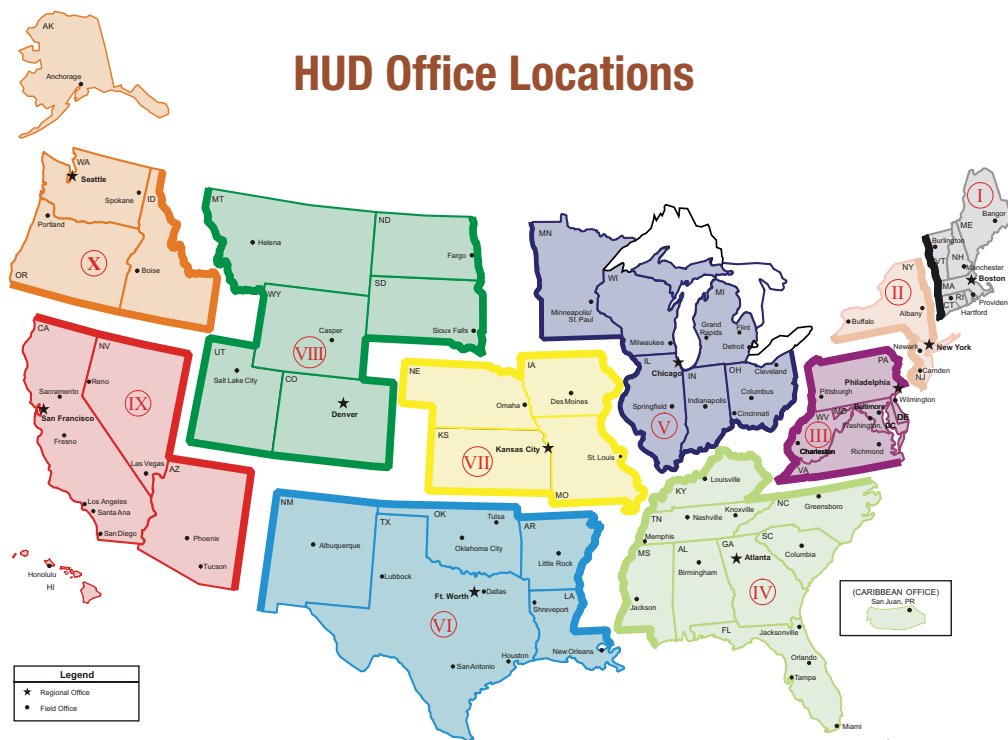 HUD Office Locations
AK
Anchorage
WA
Seattle
Spokane
ID
Portland
X
Boise
OR
MT
ND
Helena
Fargo
SD
WY
Casper
Sioux Falls
VIII
UT
Salt Lake City
CO
Denver
CA
NV
Reno
Sacramento
IX
San Francisco
Fresno
Las Vegas
AZ
Los Angeles
Santa Ana
San Diego
Phoenix
Tucson
Honolulu
HI
NE
IA
Omaha
Des Moines
KS
Kansas City
VII
St. Louis
MO
MN
WI
MI
Minneapolis/
St. Paul
Grand
Rapids
Flint
Detroit
Milwaukee
IL
Chicago
IN
OH
Cleveland
Columbus
Springfield
Indianapolis
Cincinnati
V
I
ME
Bangor
Burlington
VT
NH
Manchester
Boston
MA
RI
Providen
CT
Hartford
NY
II
Albany
Buffalo
Newark
New York
NJ
Camden
PA
Philadelphia
Pittsburgh
Wilmington
WV
MD
Baltimore
DE
Washington,
DC
III
Charleston
Richmond
VA
NM
Albuquerque
TX
OK
Tulsa
Oklahoma City
AR
Little Rock
Lubbock
Ft. Worth
Dallas
LA
Shreveport
VI
Houston
San Antonio
New Orleans
KY
Louisville
NC
Greensboro
TN
Knoxville
Nashville
Memphis
SC
Columbia
MS
AL
GA
Atlanta
Birmingham
IV
Jackson
FL
Jacksonville
Orlando
Tampa
Miami
(CARIBBEAN OFFICE)
San Juan, PR
Legend
Regional Office
Field Office